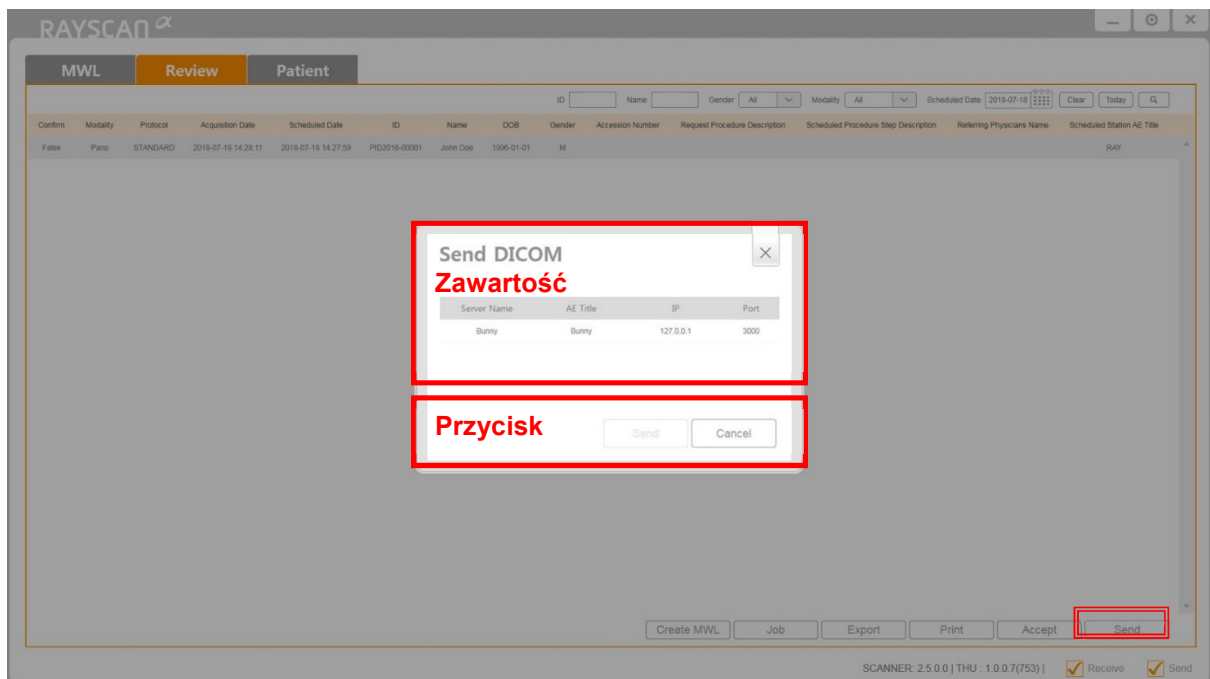 RAYSCAN α
MWL Review Patient
ID Name Gender All Modality All Scheduled Date 2018-07-18 Clear Today
Confirm Modality Protocol Acquisition Date Scheduled Date ID Name DOB Gender Accession Number Request Procedure Description Scheduled Procedure Step Description Referring Physicians Name Scheduled Station AE Title
False Pano STANDARD 2018-07-18 14:28:11 2018-07-18 14:27:59 PID2016-00001 John Doe 1996-01-01 M RAY
Send DICOM
Zawartość
Server Name AE Title IP Port
Bunny Bunny 127.0.0.1 3000
Przycisk Send Cancel
Create MWL Job Export Print Accept Send
SCANNER: 2.5.0.0 | THU : 1.0.0.7(753) | Receive Send